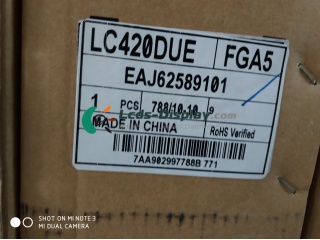 LC420DUE FGA5
EAJ62589101
1 PCS 788/10.10 9
Lcds-Display.com
MADE IN CHINA RoHS Verified
7AA982997788B 771
SHOT ON MI NOTE 3
MI DUAL CAMERA